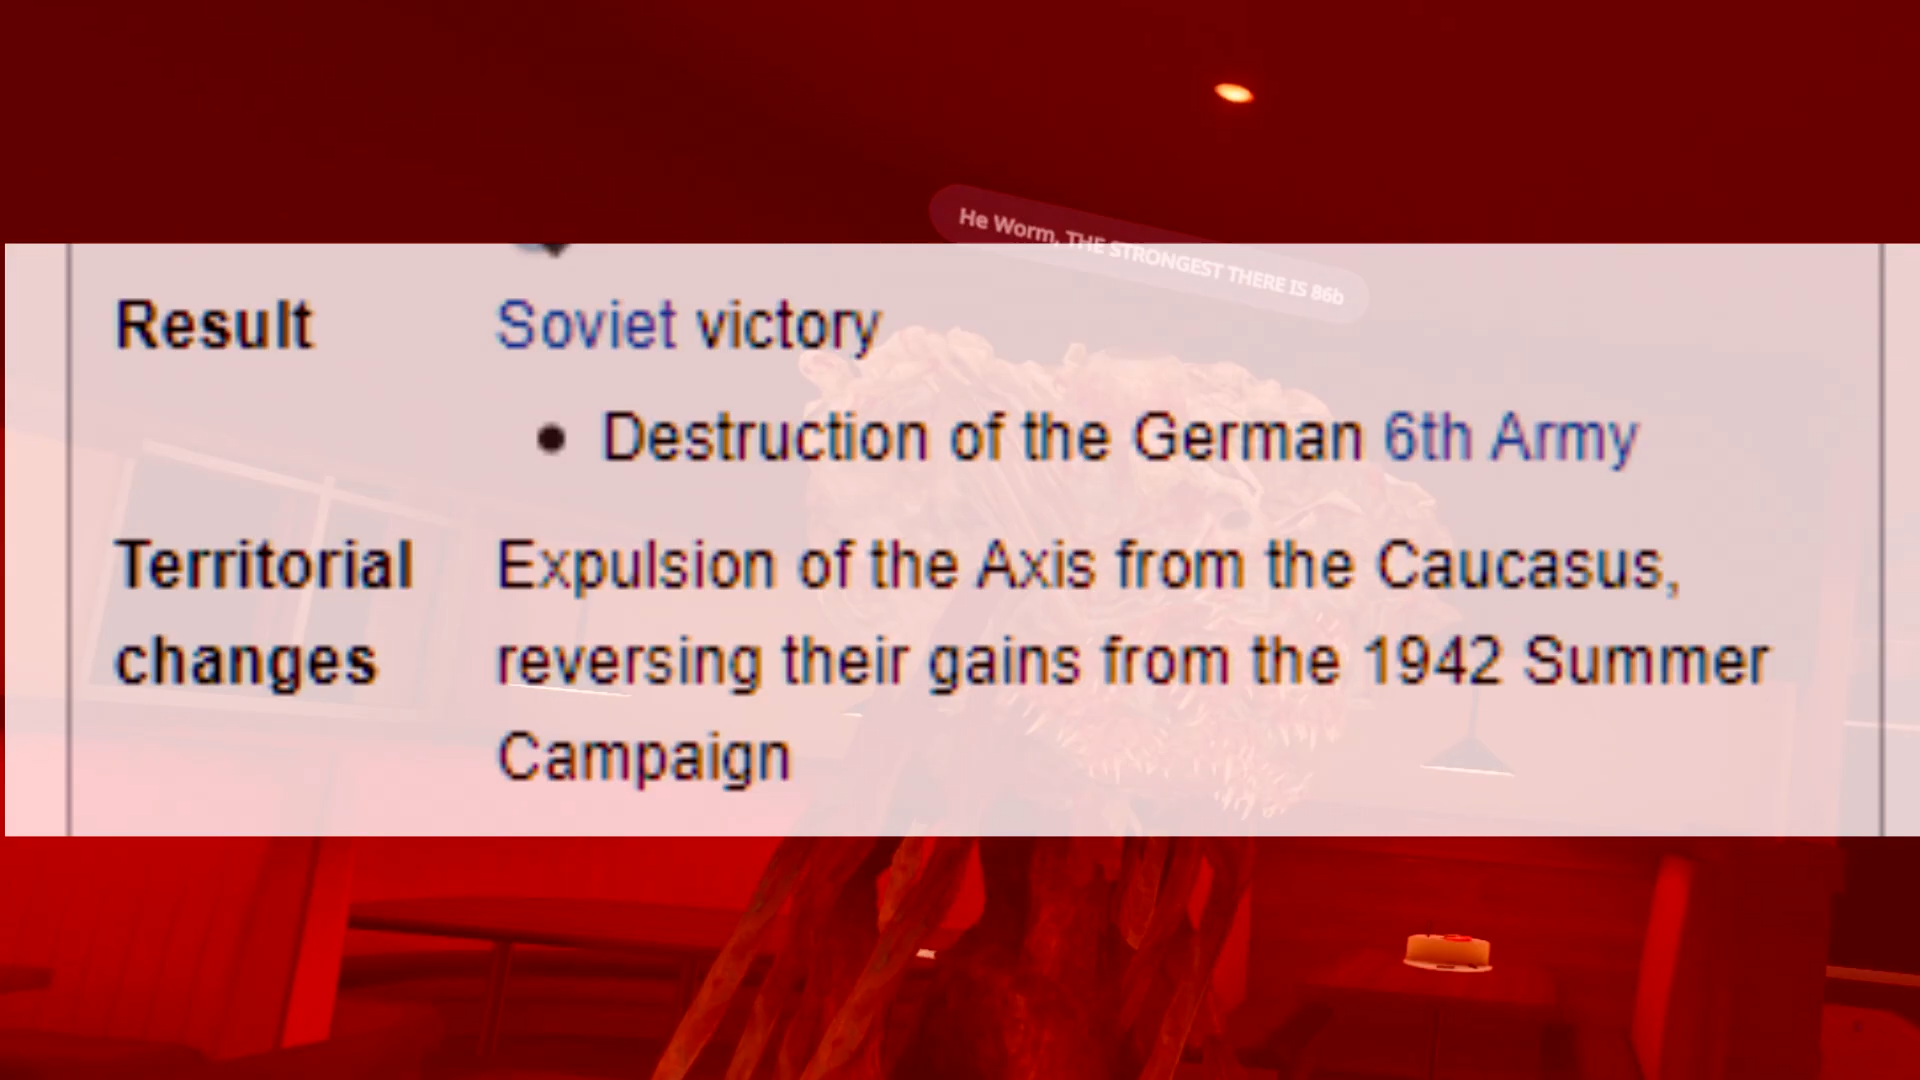 He Worm, THE STRONGEST THERE IS 86b
Result Soviet victory
• Destruction of the German 6th Army
Territorial Expulsion of the Axis from the Caucasus,
changes reversing their gains from the 1942 Summer
Campaign